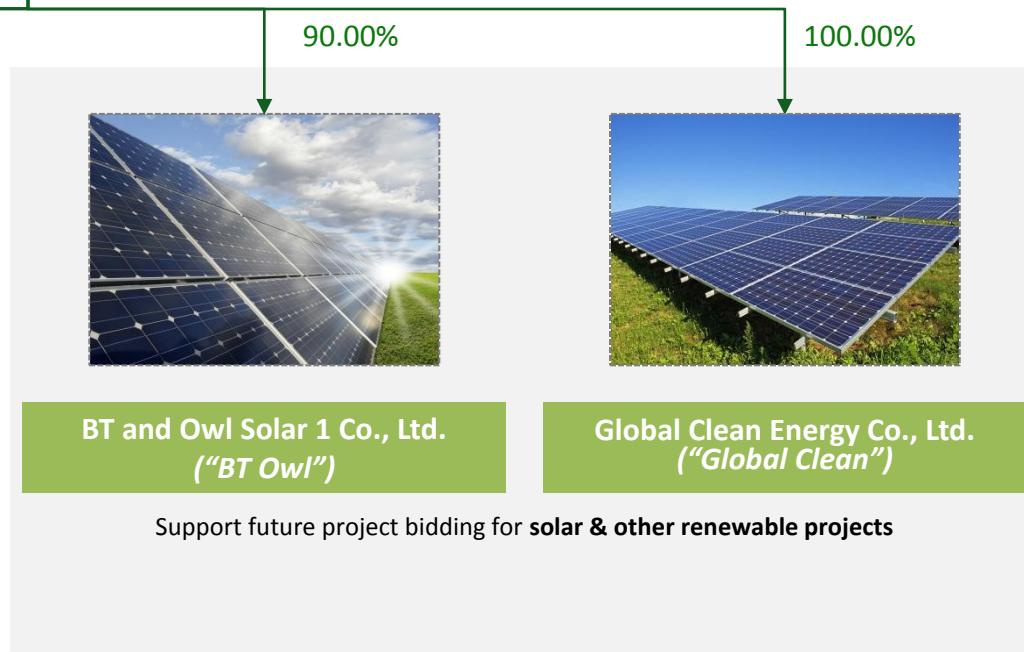 90.00%
100.00%
BT and Owl Solar 1 Co., Ltd.
(“BT Owl”)
Global Clean Energy Co., Ltd.
(“Global Clean”)
Support future project bidding for solar & other renewable projects